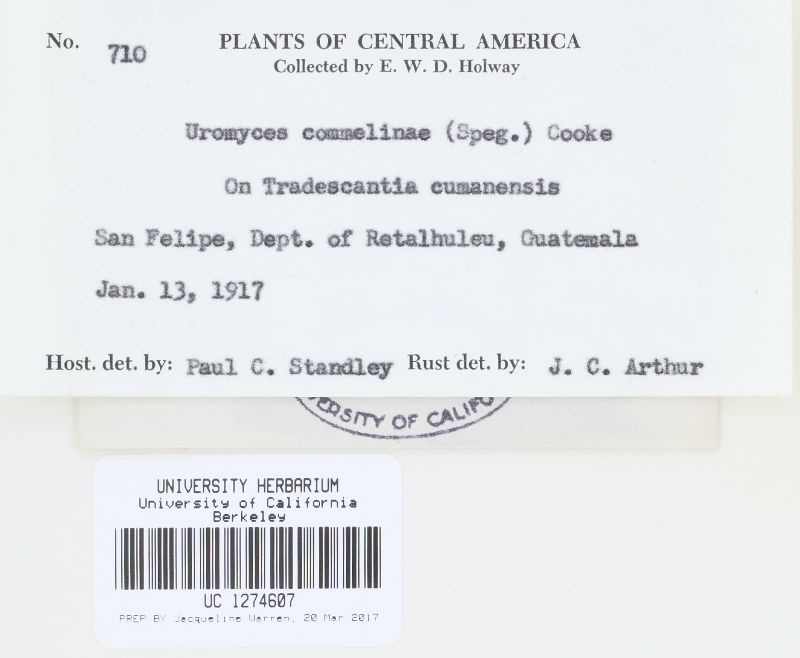 No. 710 PLANTS OF CENTRAL AMERICA
Collected by E. W. D. Holway
Uromyces commelinae (Speg.) Cooke
On Tradescantia cumanensis
San Felipe, Dept. of Retalhuleu, Guatemala
Jan. 13, 1917
Host. det. by: Paul C. Standley Rust det. by: J. C. Arthur
ERSITY OF CALIFO
UNIVERSITY HERBARIUM
University of California
Berkeley
UC 1274607
PREP BY Jacqueline Warren, 20 Mar 2017